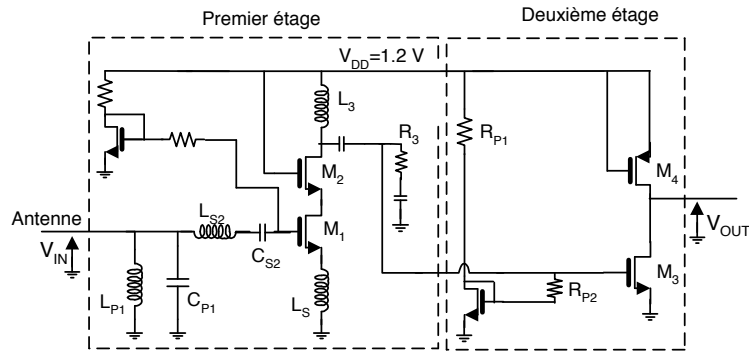 Premier étage
Deuxième étage
V_DD=1.2 V
L_3
R_3
R_P1
M_4
M_2
Antenne
L_S2
M_1
V_IN
C_S2
V_OUT
M_3
L_P1
C_P1
L_S
R_P2